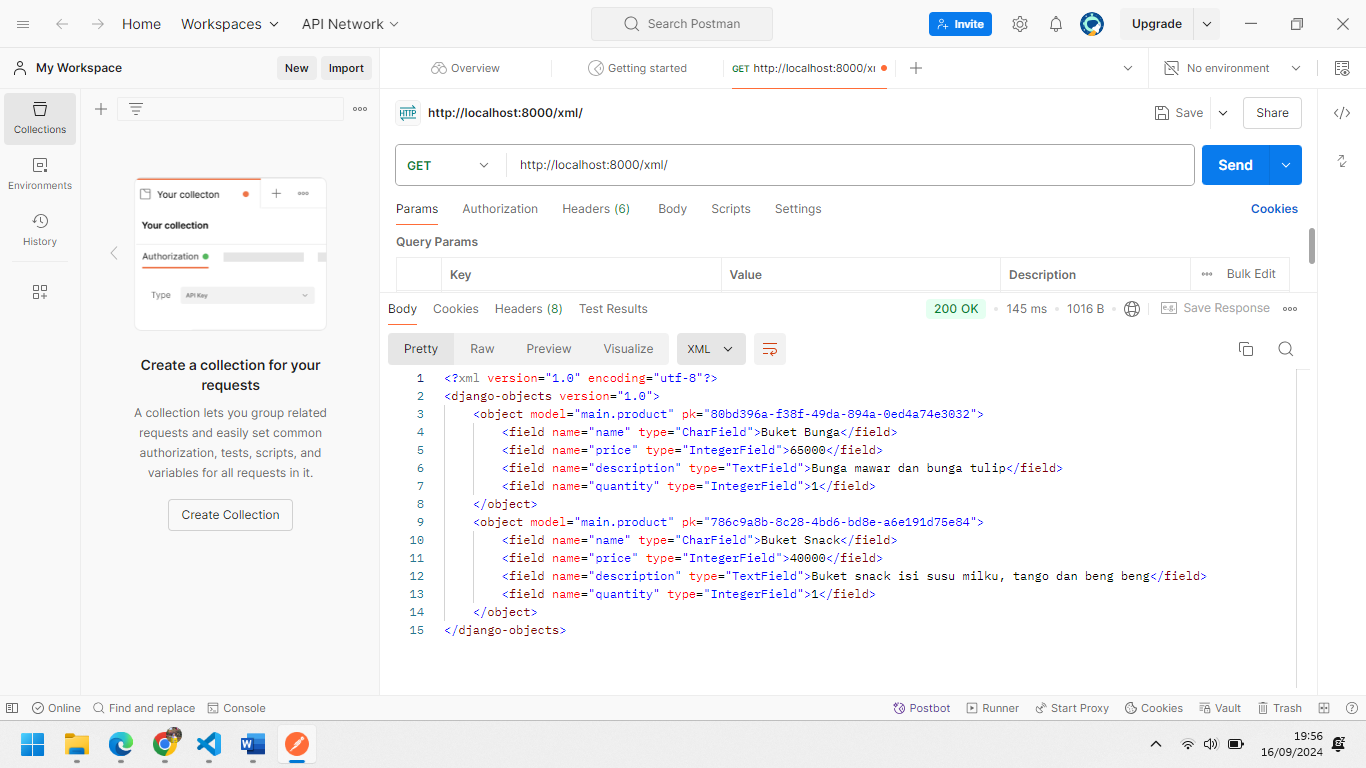 Home Workspaces API Network Search Postman Invite Upgrade
My Workspace New Import Overview Getting started GET http://localhost:8000/xı No environment
Collections
Environments
History
Your collecton
Your collection
Authorization
Type API Key
Create a collection for your
requests
A collection lets you group related
requests and easily set common
authorization, tests, scripts, and
variables for all requests in it.
Create Collection
HTTP http://localhost:8000/xml/ Save Share
GET http://localhost:8000/xml/ Send
Params Authorization Headers (6) Body Scripts Settings Cookies
Query Params
Key Value Description Bulk Edit
Body Cookies Headers (8) Test Results 200 OK 145 ms 1016 B e.g. Save Response
Pretty Raw Preview Visualize XML
1 <?xml version="1.0" encoding="utf-8"?>
2 <django-objects version="1.0">
3 <object model="main.product" pk="80bd396a-f38f-49da-894a-0ed4a74e3032">
4 <field name="name" type="CharField">Buket Bunga</field>
5 <field name="price" type="IntegerField">65000</field>
6 <field name="description" type="TextField">Bunga mawar dan bunga tulip</field>
7 <field name="quantity" type="IntegerField">1</field>
8 </object>
9 <object model="main.product" pk="786c9a8b-8c28-4bd6-bd8e-a6e191d75e84">
10 <field name="name" type="CharField">Buket Snack</field>
11 <field name="price" type="IntegerField">40000</field>
12 <field name="description" type="TextField">Buket snack isi susu milku, tango dan beng beng</field>
13 <field name="quantity" type="IntegerField">1</field>
14 </object>
15 </django-objects>
Online Find and replace Console Postbot Runner Start Proxy Cookies Vault Trash
19:56
16/09/2024